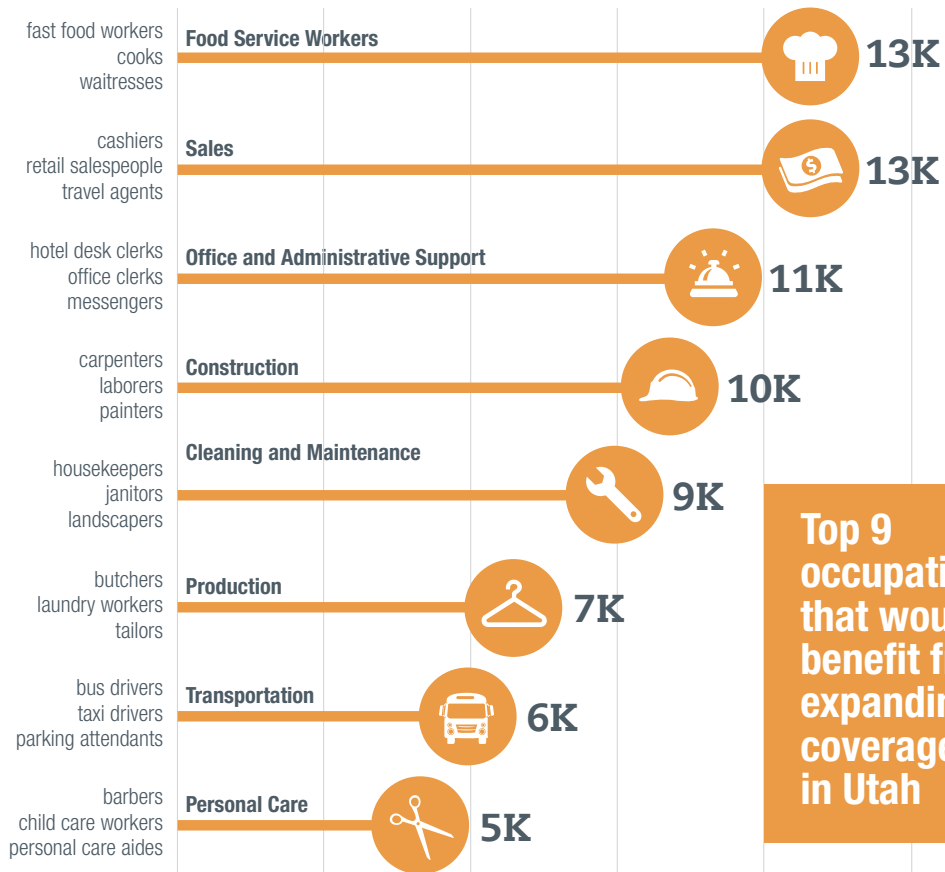 fast food workers
cooks
waitresses
Food Service Workers
13K
cashiers
retail salespeople
travel agents
Sales
13K
hotel desk clerks
office clerks
messengers
Office and Administrative Support
11K
carpenters
laborers
painters
Construction
10K
housekeepers
janitors
landscapers
Cleaning and Maintenance
9K
butchers
laundry workers
tailors
Production
7K
bus drivers
taxi drivers
parking attendants
Transportation
6K
barbers
child care workers
personal care aides
Personal Care
5K
Top 9
that
benefit
coverage
in Utah